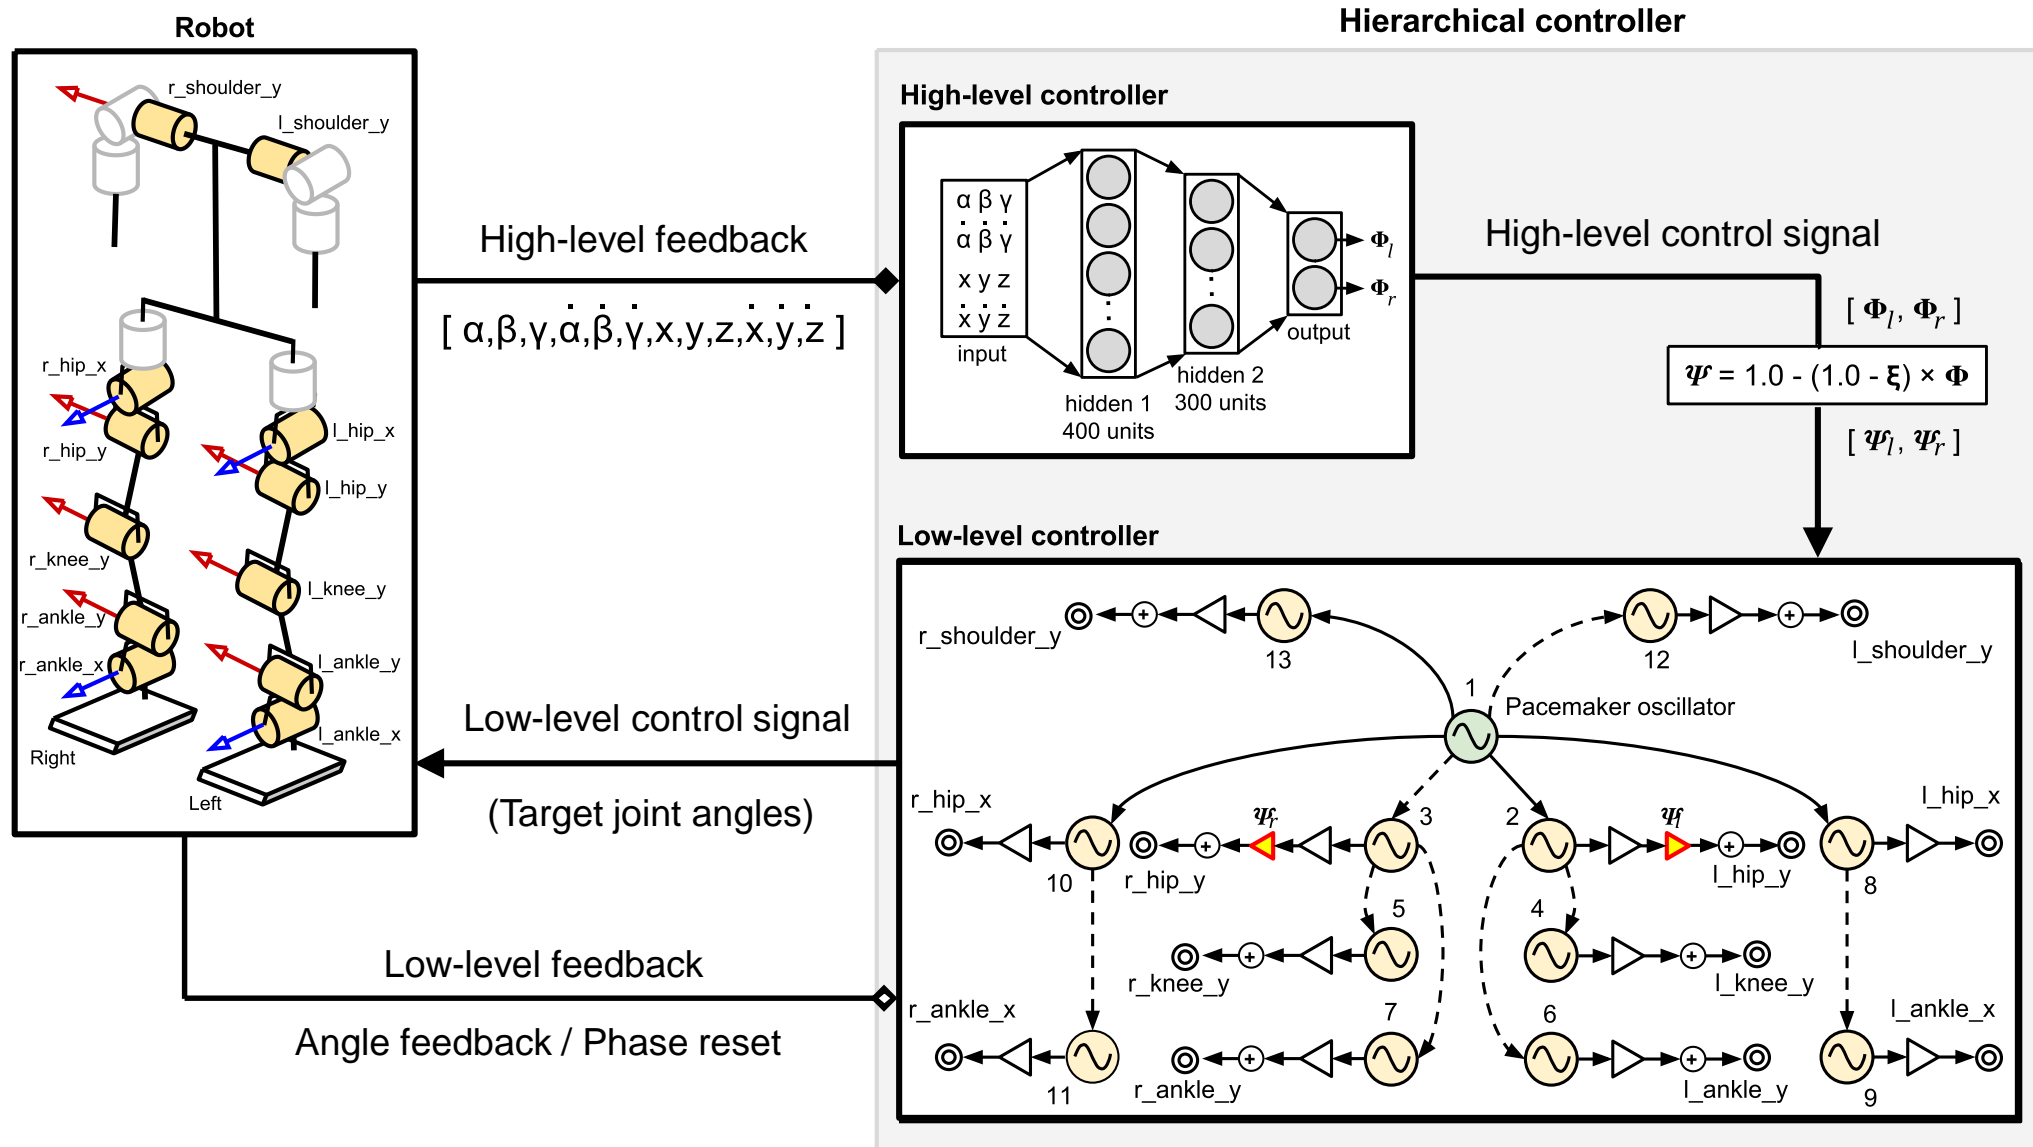 Robot
r_shoulder_y
l_shoulder_y
r_hip_x
r_hip_y
l_hip_x
l_hip_y
r_knee_y
l_knee_y
r_ankle_y
r_ankle_x
l_ankle_y
l_ankle_x
Right
Left
High-level feedback
[ α,β,γ,α̇,β̇,γ̇,x,y,z,ẋ,ẏ,ż ]
Low-level control signal
(Target joint angles)
Low-level feedback
Angle feedback / Phase reset
Hierarchical controller
High-level controller
α β γ
α̇ β̇ γ̇
x y z
ẋ ẏ ż
input
hidden 1
400 units
hidden 2
300 units
output
Φl
Φr
High-level control signal
[ Φl, Φr ]
Ψ = 1.0 - (1.0 - ξ) × Φ
[ Ψl, Ψr ]
Low-level controller
r_shoulder_y
13
12
l_shoulder_y
1
Pacemaker oscillator
r_hip_x
10
r_hip_y
Ψr
3
2
Ψl
l_hip_y
l_hip_x
8
5
4
r_knee_y
l_knee_y
r_ankle_x
11
7
6
r_ankle_y
l_ankle_y
l_ankle_x
9